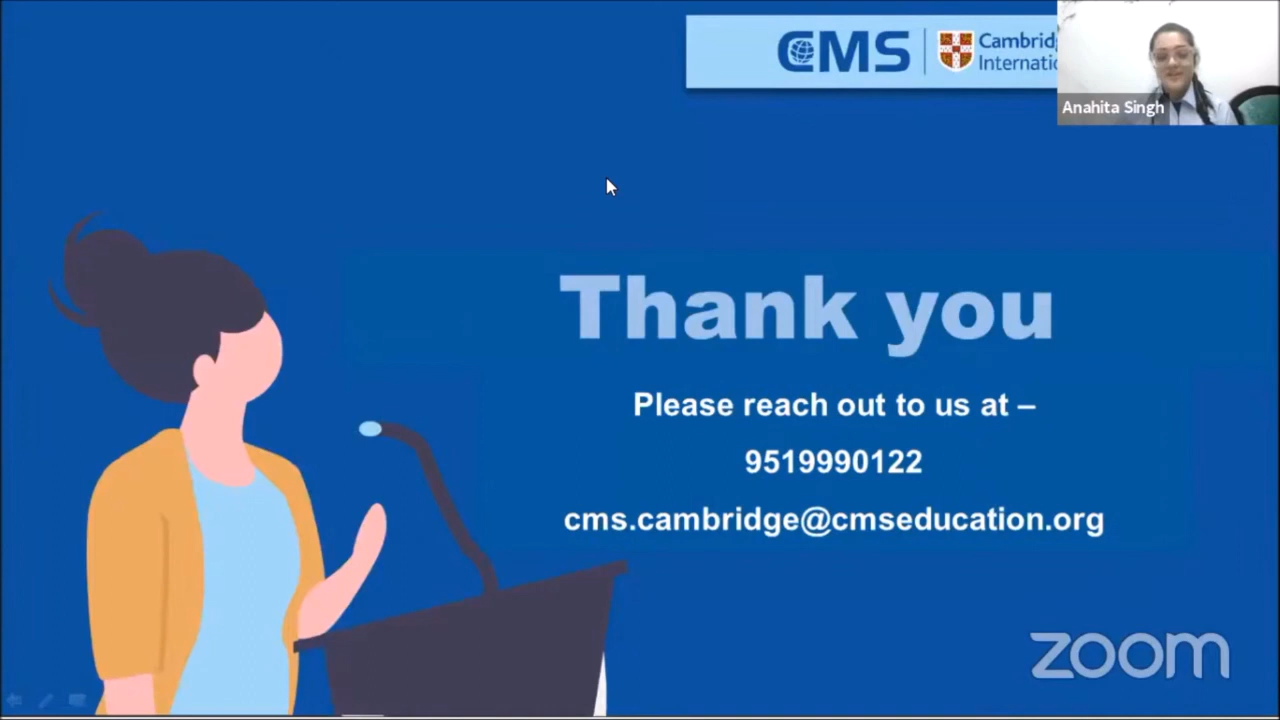 CMS
Cambridg
Internatio
Anahita Singh
Thank you
Please reach out to us at –
9519990122
cms.cambridge@cmseducation.org
zoom